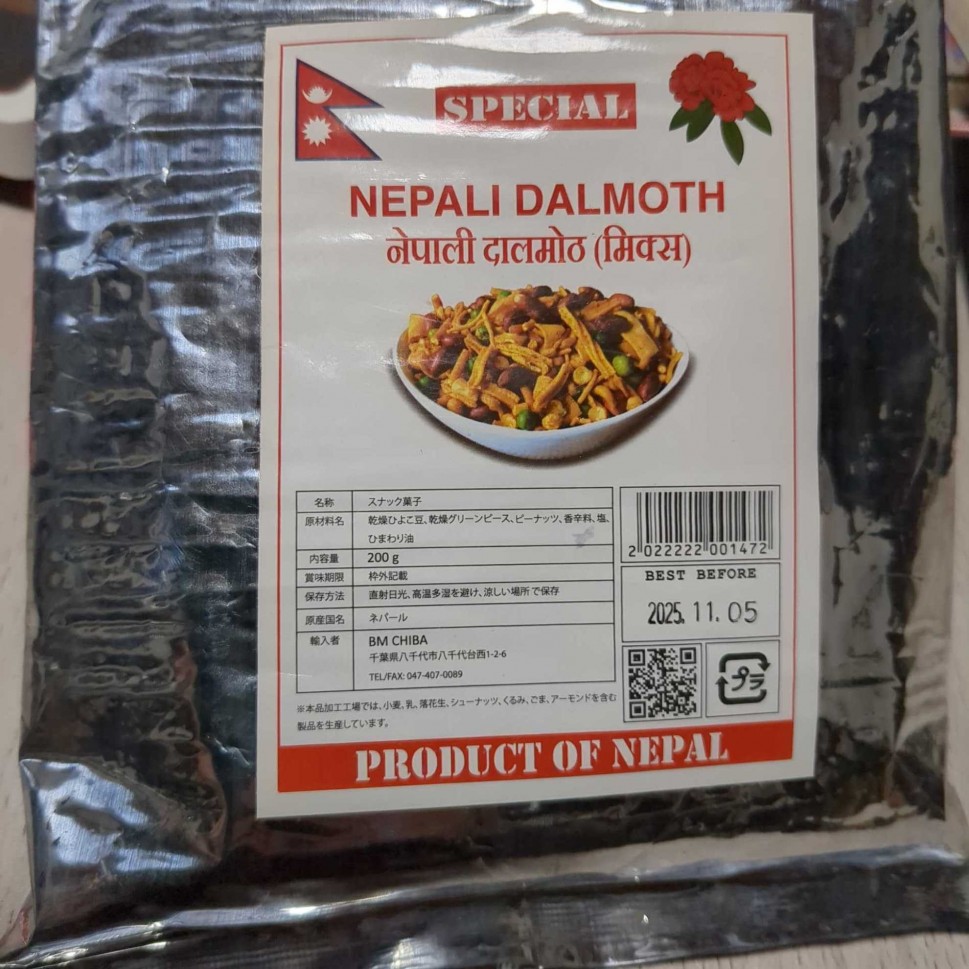 SPECIAL
NEPALI DALMOTH
नेपाली दालमोठ (मिक्स)
名称 スナック菓子
原材料名 乾燥ひよこ豆、乾燥グリーンピース、ピーナッツ、香辛料、塩、
ひまわり油
内容量 200 g
賞味期限 枠外記載
保存方法 直射日光、高温多湿を避け、涼しい場所で保存
原産国名 ネパール
輸入者 BM CHIBA
千葉県八千代市八千代台西1-2-6
TEL/FAX: 047-407-0089
2 022222 001472
BEST BEFORE
2025. 11. 05
プラ
※本品加工工場では、小麦、乳、落花生、シューナッツ、くるみ、ごま、アーモンドを含む
製品を生産しています。
PRODUCT OF NEPAL